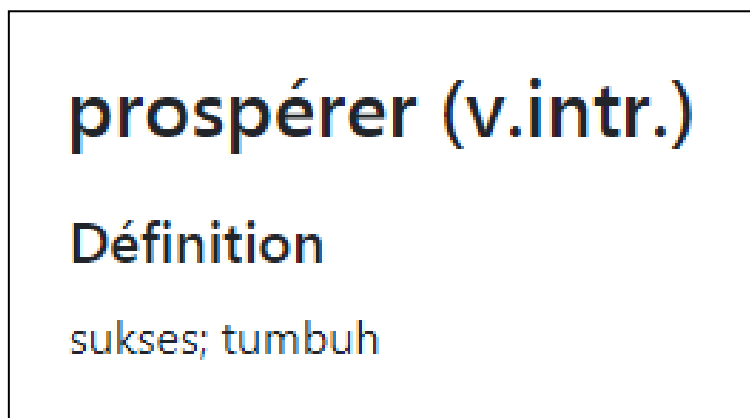 prospérer (v.intr.)
Définition
sukses; tumbuh